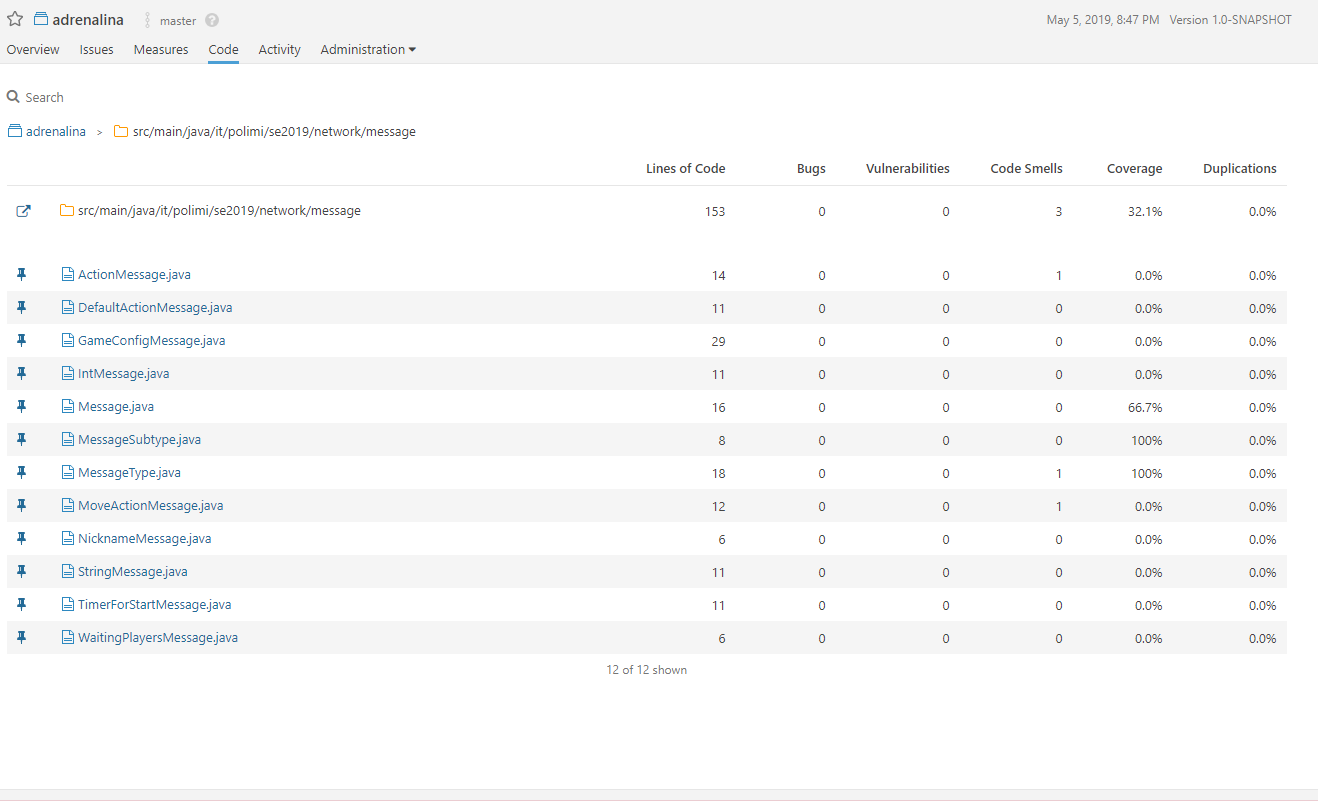 adrenalina master ? May 5, 2019, 8:47 PM Version 1.0-SNAPSHOT
Overview Issues Measures Code Activity Administration
Search
adrenalina > src/main/java/it/polimi/se2019/network/message
Lines of Code Bugs Vulnerabilities Code Smells Coverage Duplications
src/main/java/it/polimi/se2019/network/message 153 0 0 3 32.1% 0.0%
ActionMessage.java 14 0 0 1 0.0% 0.0%
DefaultActionMessage.java 11 0 0 0 0.0% 0.0%
GameConfigMessage.java 29 0 0 0 0.0% 0.0%
IntMessage.java 11 0 0 0 0.0% 0.0%
Message.java 16 0 0 0 66.7% 0.0%
MessageSubtype.java 8 0 0 0 100% 0.0%
MessageType.java 18 0 0 1 100% 0.0%
MoveActionMessage.java 12 0 0 1 0.0% 0.0%
NicknameMessage.java 6 0 0 0 0.0% 0.0%
StringMessage.java 11 0 0 0 0.0% 0.0%
TimerForStartMessage.java 11 0 0 0 0.0% 0.0%
WaitingPlayersMessage.java 6 0 0 0 0.0% 0.0%
12 of 12 shown